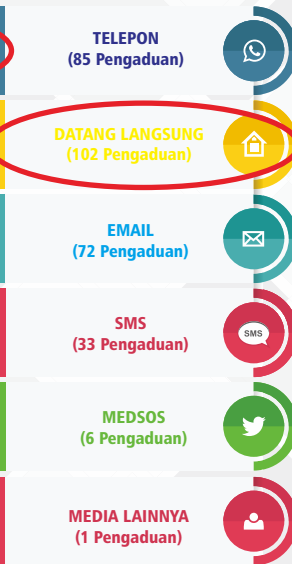 TELEPON
(85 Pengaduan)
DATANG LANGSUNG
(102 Pengaduan)
EMAIL
(72 Pengaduan)
SMS
(33 Pengaduan)
SMS
MEDSOS
(6 Pengaduan)
MEDIA LAINNYA
(1 Pengaduan)